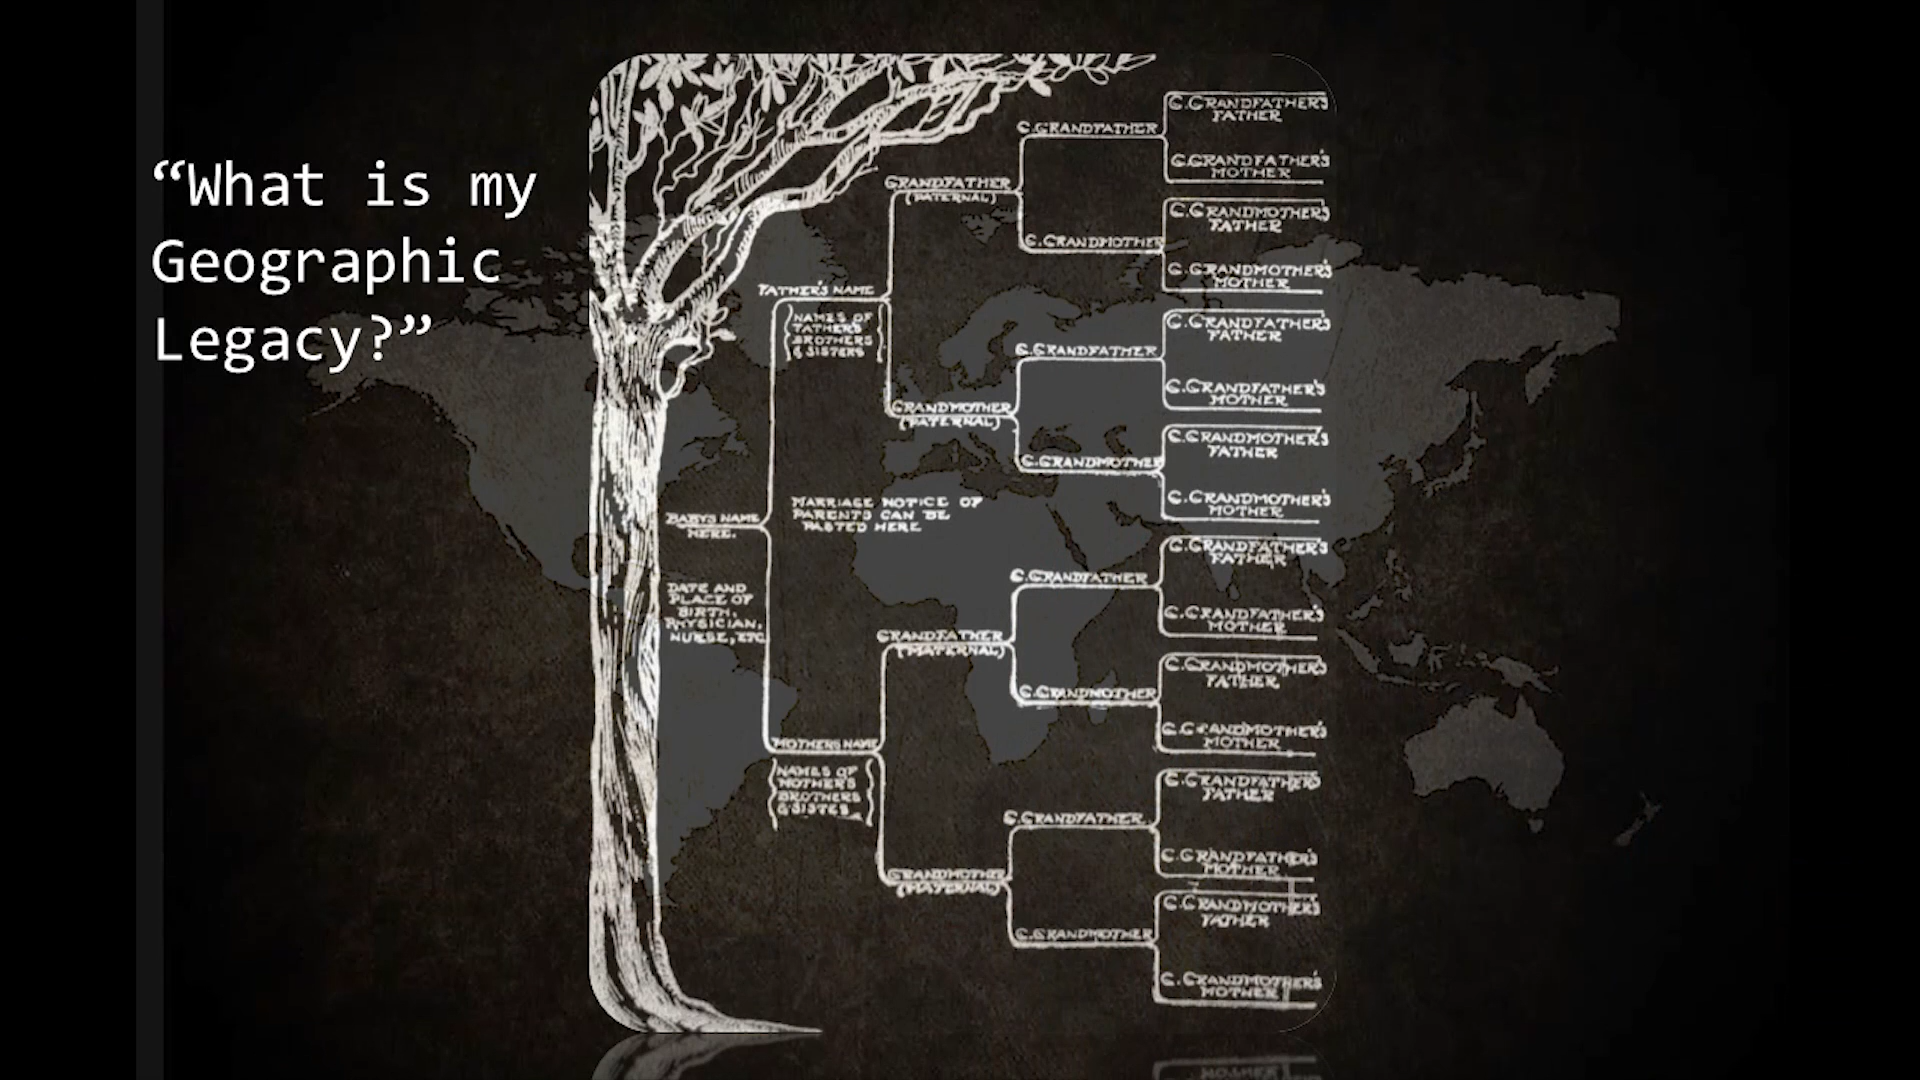 “What is my
Geographic
Legacy?”
BABY'S NAME
HERE.
DATE AND
PLACE OF
BIRTH,
PHYSICIAN,
NURSE, ETC
FATHER'S NAME
NAMES OF
FATHER'S
BROTHERS
& SISTERS
MARRIAGE NOTICE OF
PARENTS CAN BE
PASTED HERE
MOTHERS NAME
NAMES OF
MOTHER'S
BROTHERS
& SISTES
GRANDFATHER
(PATERNAL)
GRANDMOTHER
(PATERNAL)
GRANDFATHER
(MATERNAL)
GRANDMOTHER
(MATERNAL)
G.GRANDFATHER
G.GRANDMOTHER
G.GRANDFATHER
G.GRANDMOTHER
G.GRANDFATHER
G.GRANDMOTHER
G.GRANDFATHER
G.GRANDMOTHER
G.GRANDFATHER'S
FATHER
G.GRANDFATHER'S
MOTHER
G.GRANDMOTHERS
FATHER
G.GRANDMOTHER'S
MOTHER
G.GRANDFATHER'S
FATHER
G.GRANDFATHER'S
MOTHER
G.GRANDMOTHER'S
FATHER
G.GRANDMOTHER'S
MOTHER
G.GRANDFATHER'S
FATHER
G.GRANDFATHER'S
MOTHER
G.GRANDMOTHER'S
FATHER
G.GRANDMOTHER'S
MOTHER
G.GRANDFATHER'S
FATHER
G.GRANDFATHER'S
MOTHER
G.GRANDMOTHER'S
FATHER
G.GRANDMOTHERS
MOTHER